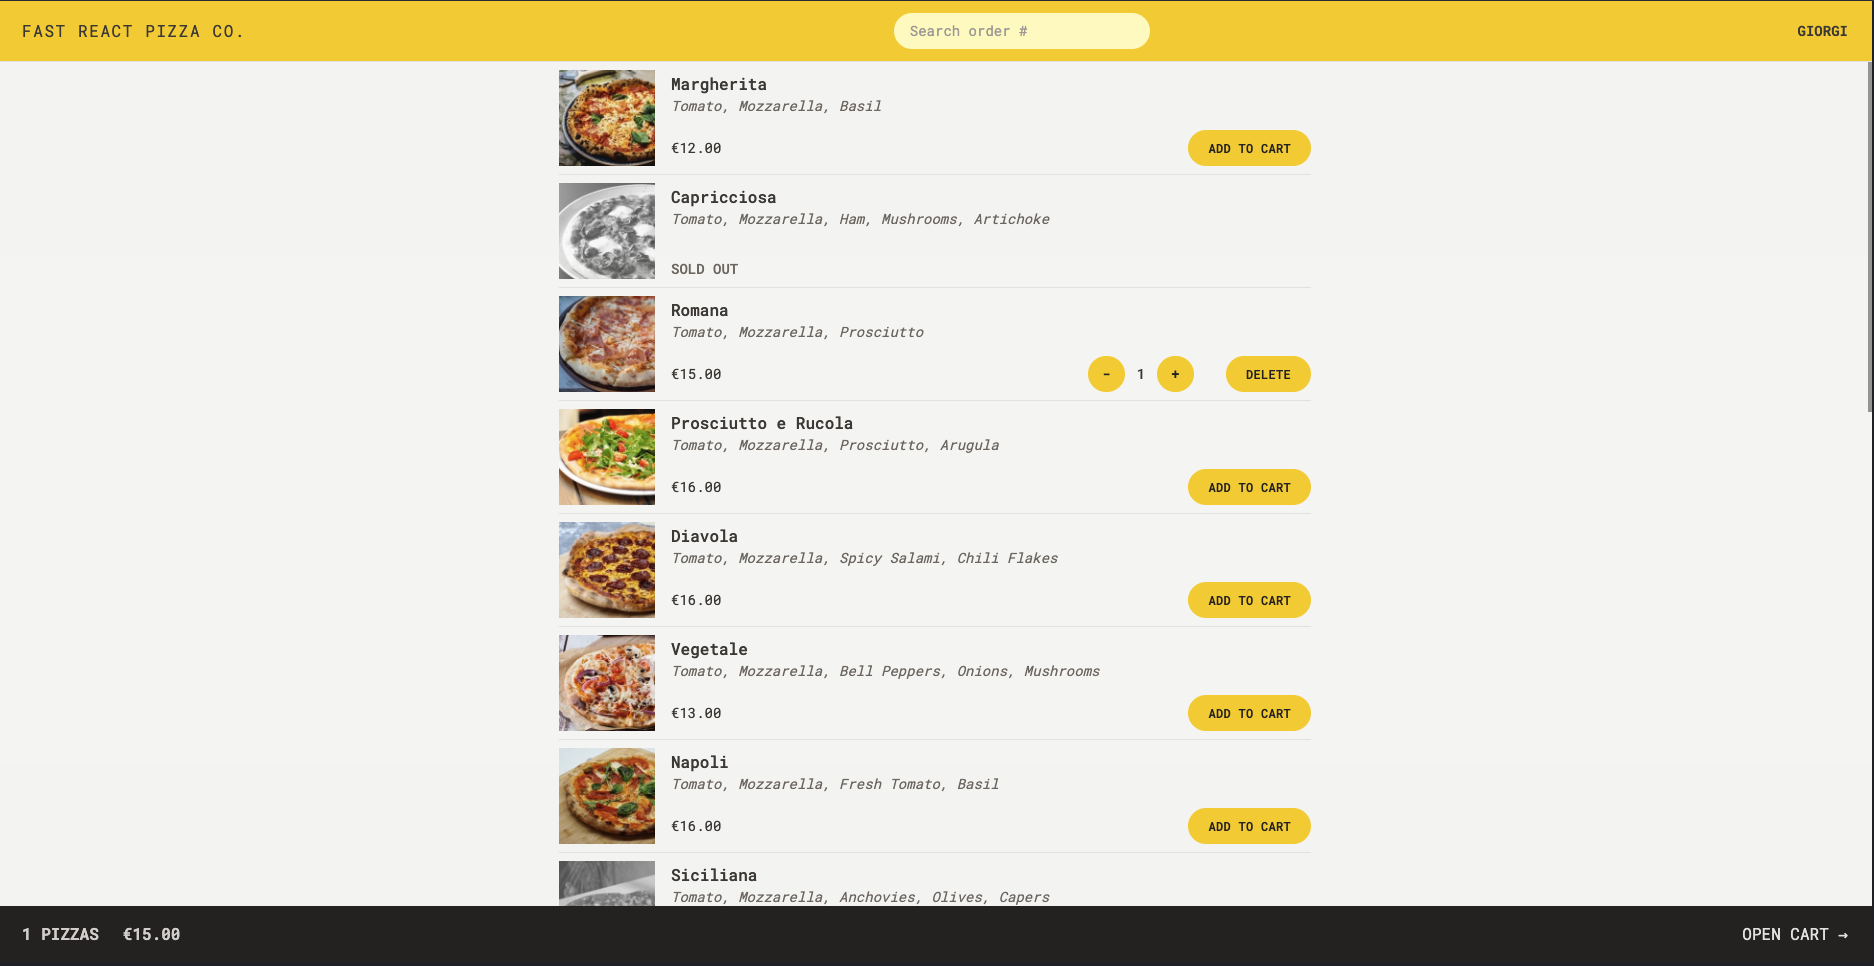 FAST REACT PIZZA CO.
Search order #
GIORGI
Margherita
Tomato, Mozzarella, Basil
€12.00
ADD TO CART
Capricciosa
Tomato, Mozzarella, Ham, Mushrooms, Artichoke
SOLD OUT
Romana
Tomato, Mozzarella, Prosciutto
€15.00
- 1 +
DELETE
Prosciutto e Rucola
Tomato, Mozzarella, Prosciutto, Arugula
€16.00
ADD TO CART
Diavola
Tomato, Mozzarella, Spicy Salami, Chili Flakes
€16.00
ADD TO CART
Vegetale
Tomato, Mozzarella, Bell Peppers, Onions, Mushrooms
€13.00
ADD TO CART
Napoli
Tomato, Mozzarella, Fresh Tomato, Basil
€16.00
ADD TO CART
Siciliana
Tomato, Mozzarella, Anchovies, Olives, Capers
1 PIZZAS €15.00
OPEN CART →